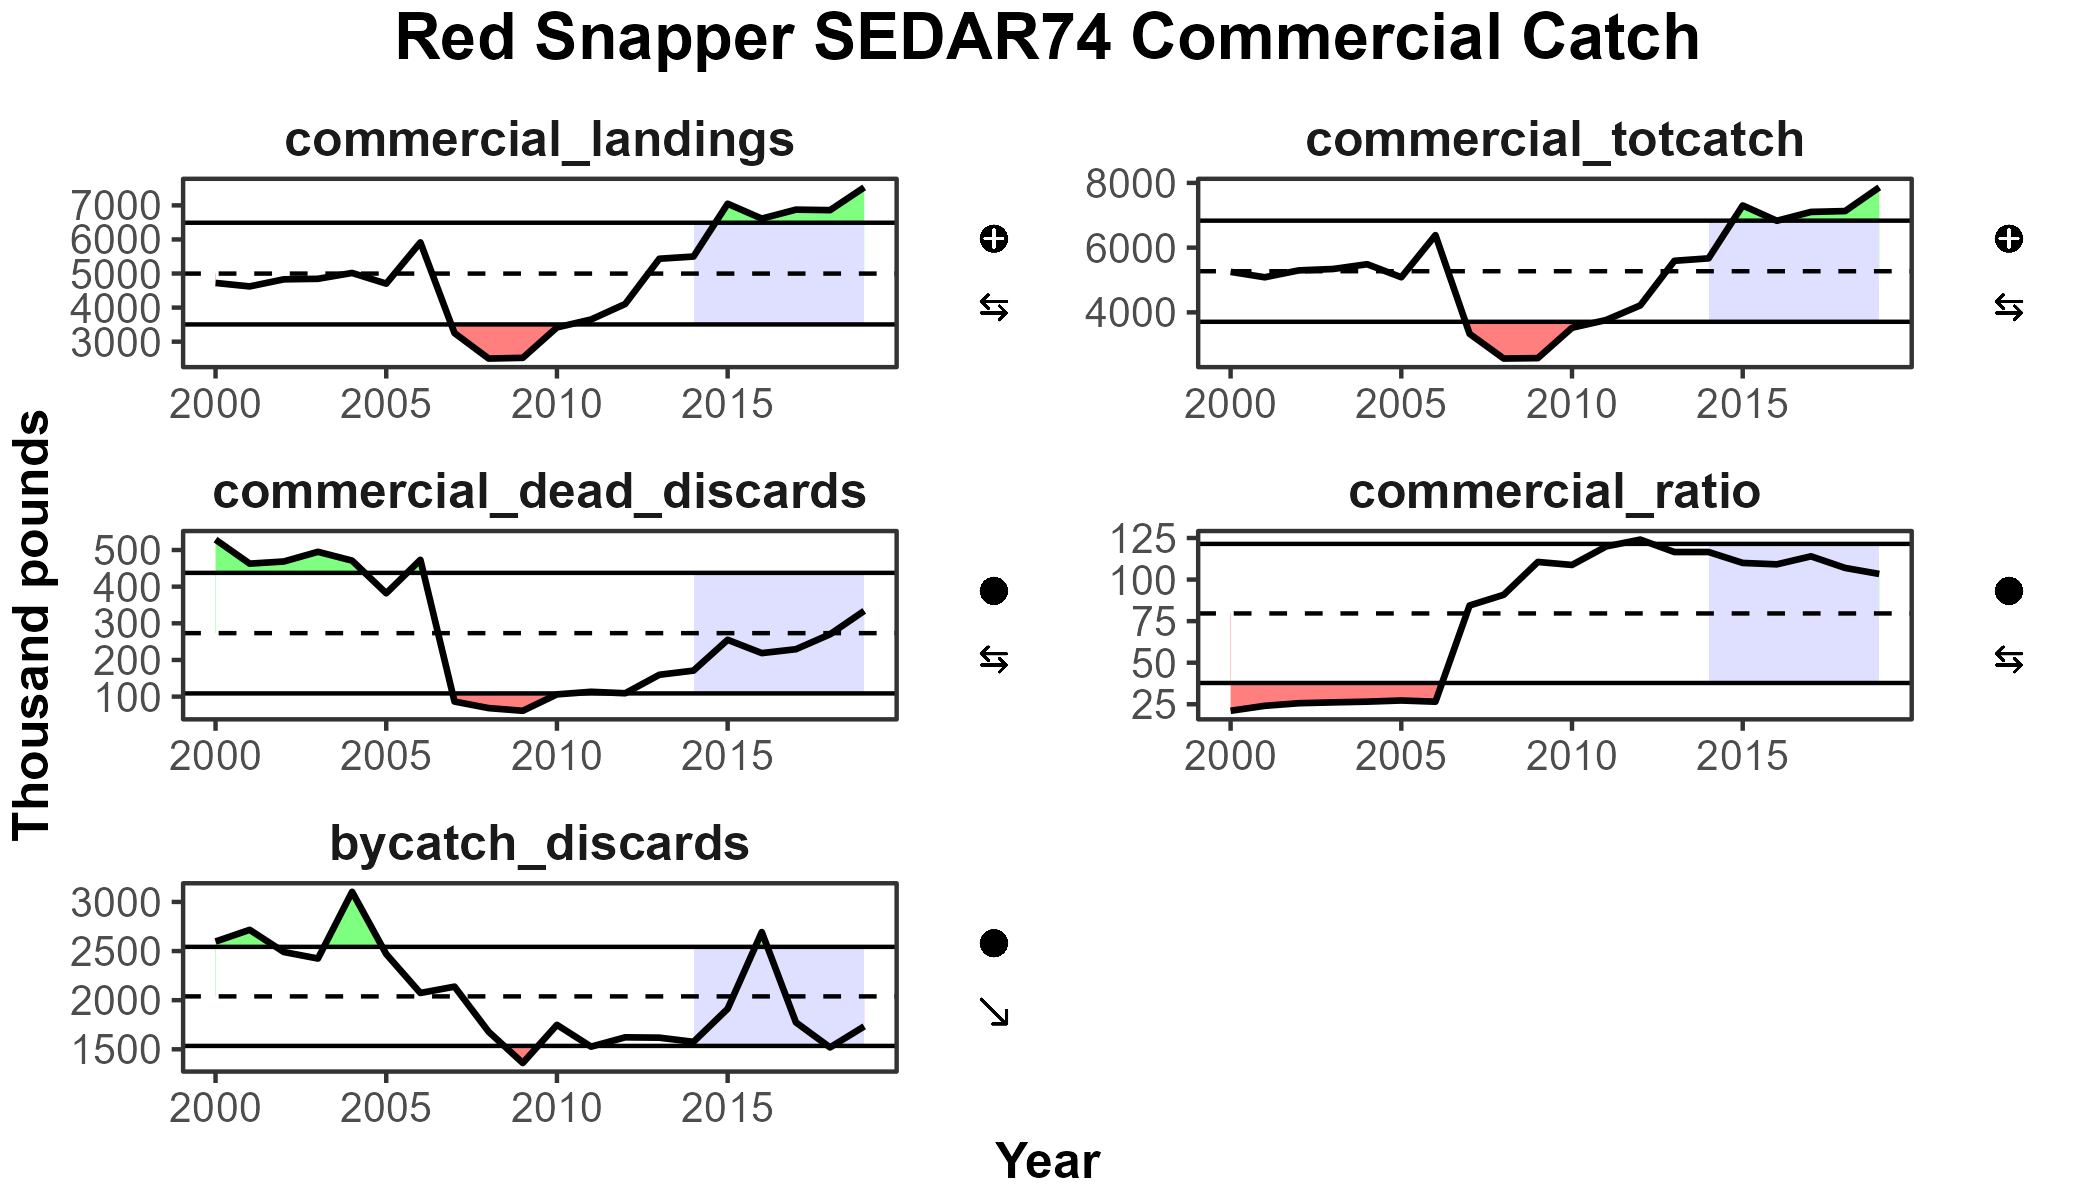 Red Snapper SEDAR74 Commercial Catch
Thousand pounds
commercial_landings
7000
6000
5000
4000
3000
2000 2005 2010 2015
commercial_totcatch
8000
6000
4000
2000 2005 2010 2015
commercial_dead_discards
500
400
300
200
100
2000 2005 2010 2015
commercial_ratio
125
100
75
50
25
2000 2005 2010 2015
bycatch_discards
3000
2500
2000
1500
2000 2005 2010 2015
Year